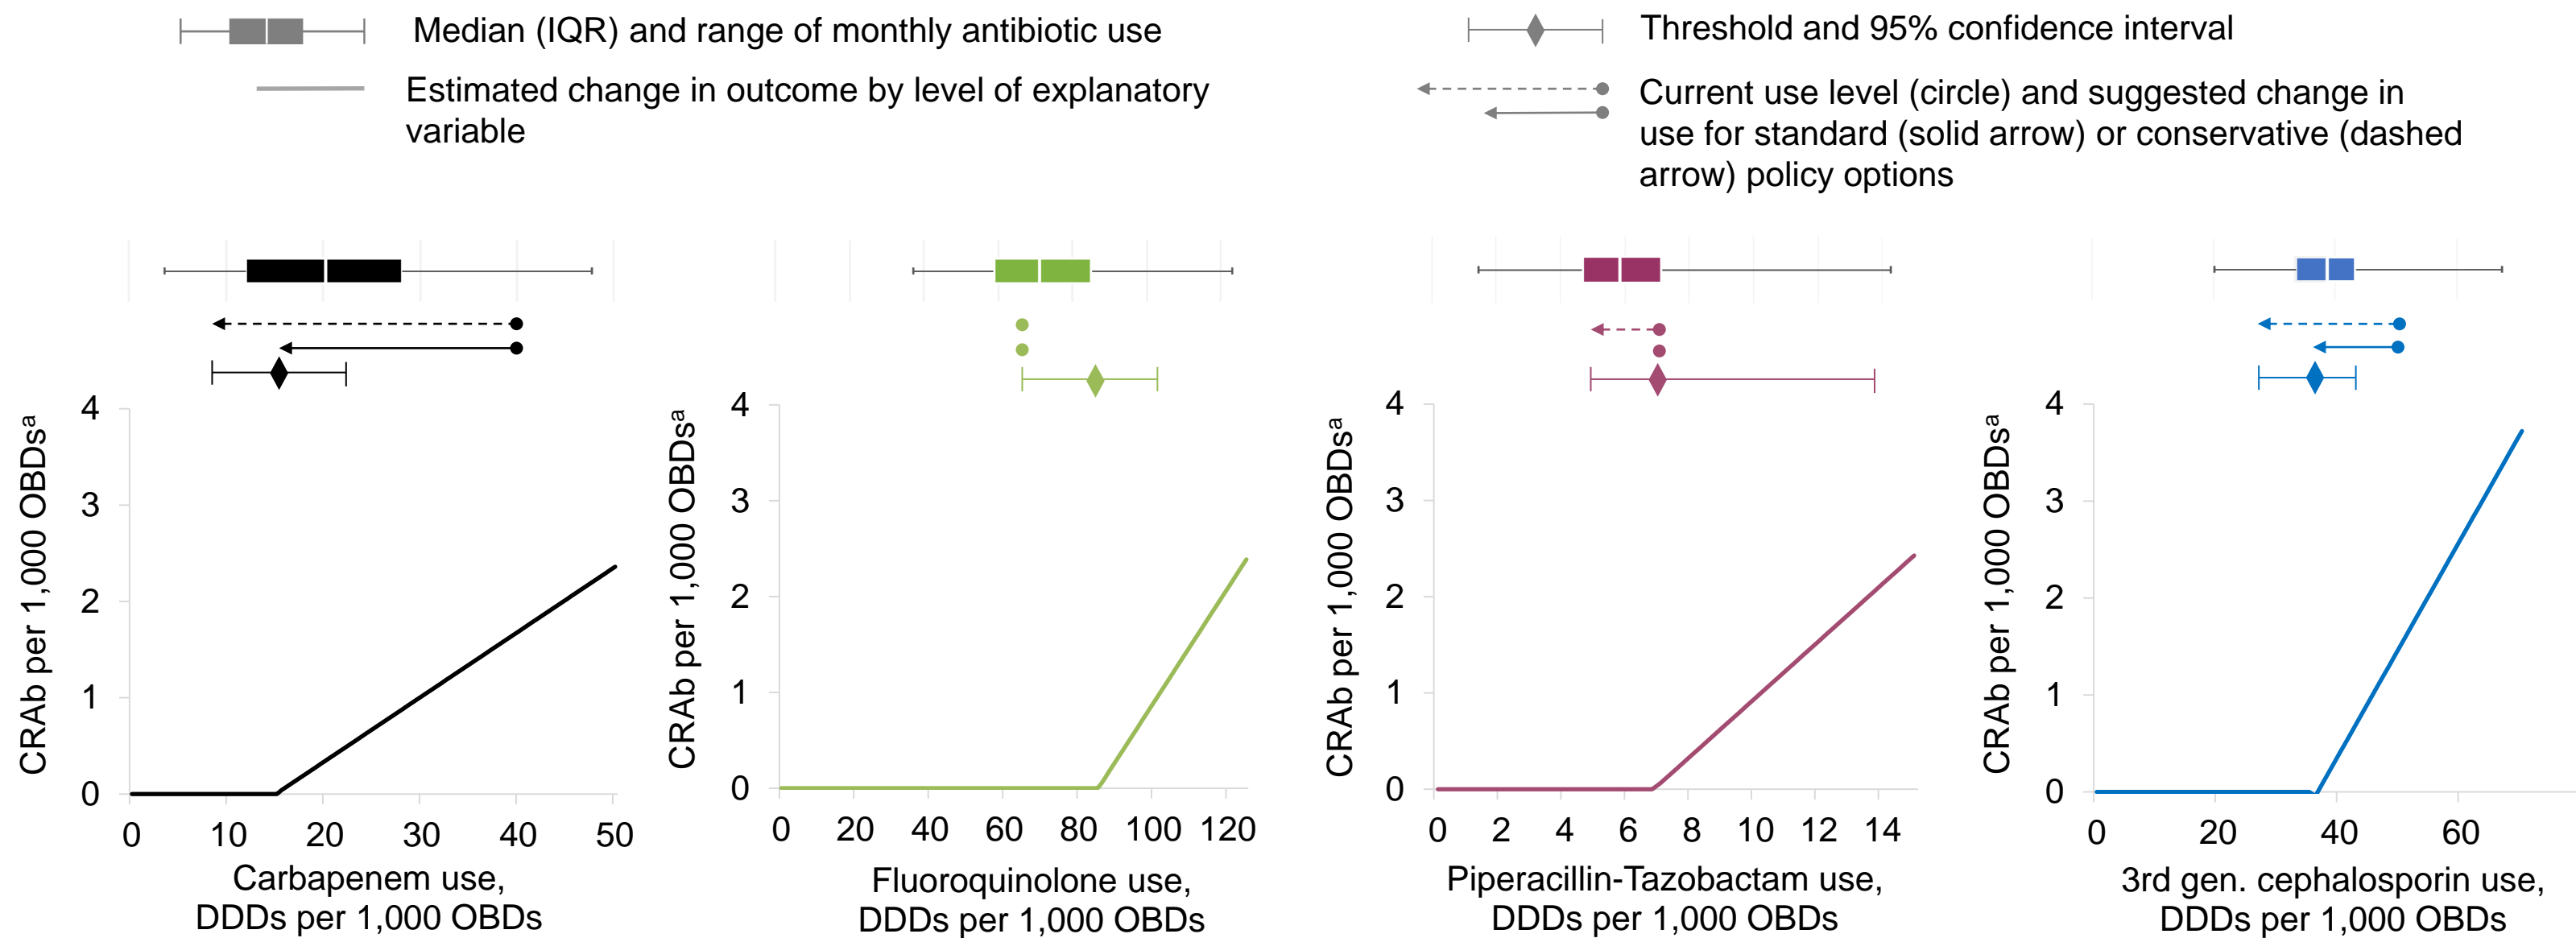 Median (IQR) and range of monthly antibiotic use
Estimated change in outcome by level of explanatory
variable
Threshold and 95% confidence interval
Current use level (circle) and suggested change in
use for standard (solid arrow) or conservative (dashed
arrow) policy options
CRAb per 1,000 OBDsᵃ
4
3
2
1
0
0 10 20 30 40 50
Carbapenem use,
DDDs per 1,000 OBDs
CRAb per 1,000 OBDsᵃ
4
3
2
1
0
0 20 40 60 80 100 120
Fluoroquinolone use,
DDDs per 1,000 OBDs
CRAb per 1,000 OBDsᵃ
4
3
2
1
0
0 2 4 6 8 10 12 14
Piperacillin-Tazobactam use,
DDDs per 1,000 OBDs
CRAb per 1,000 OBDsᵃ
4
3
2
1
0
0 20 40 60
3rd gen. cephalosporin use,
DDDs per 1,000 OBDs